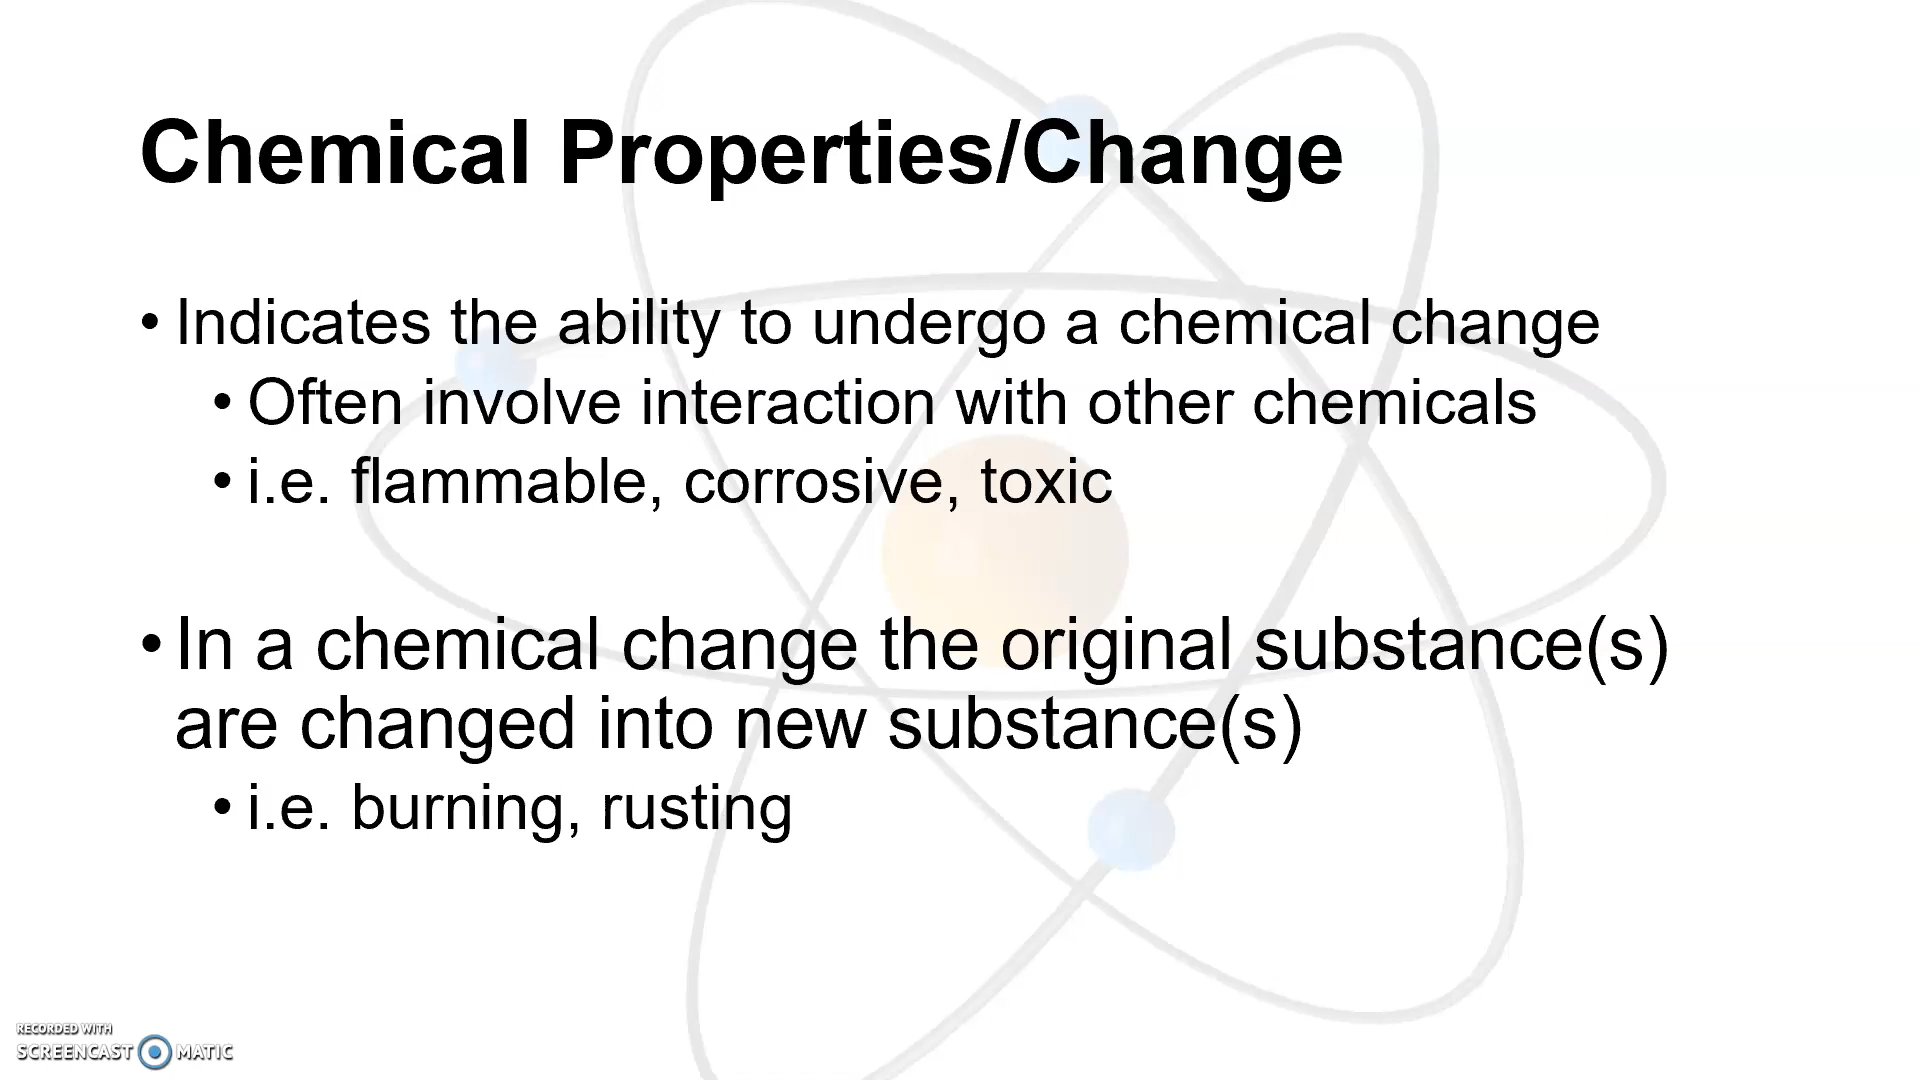 Chemical Properties/Change
• Indicates the ability to undergo a chemical change
• Often involve interaction with other chemicals
• i.e. flammable, corrosive, toxic
• In a chemical change the original substance(s)
are changed into new substance(s)
• i.e. burning, rusting
RECORDED WITH
SCREENCAST MATIC